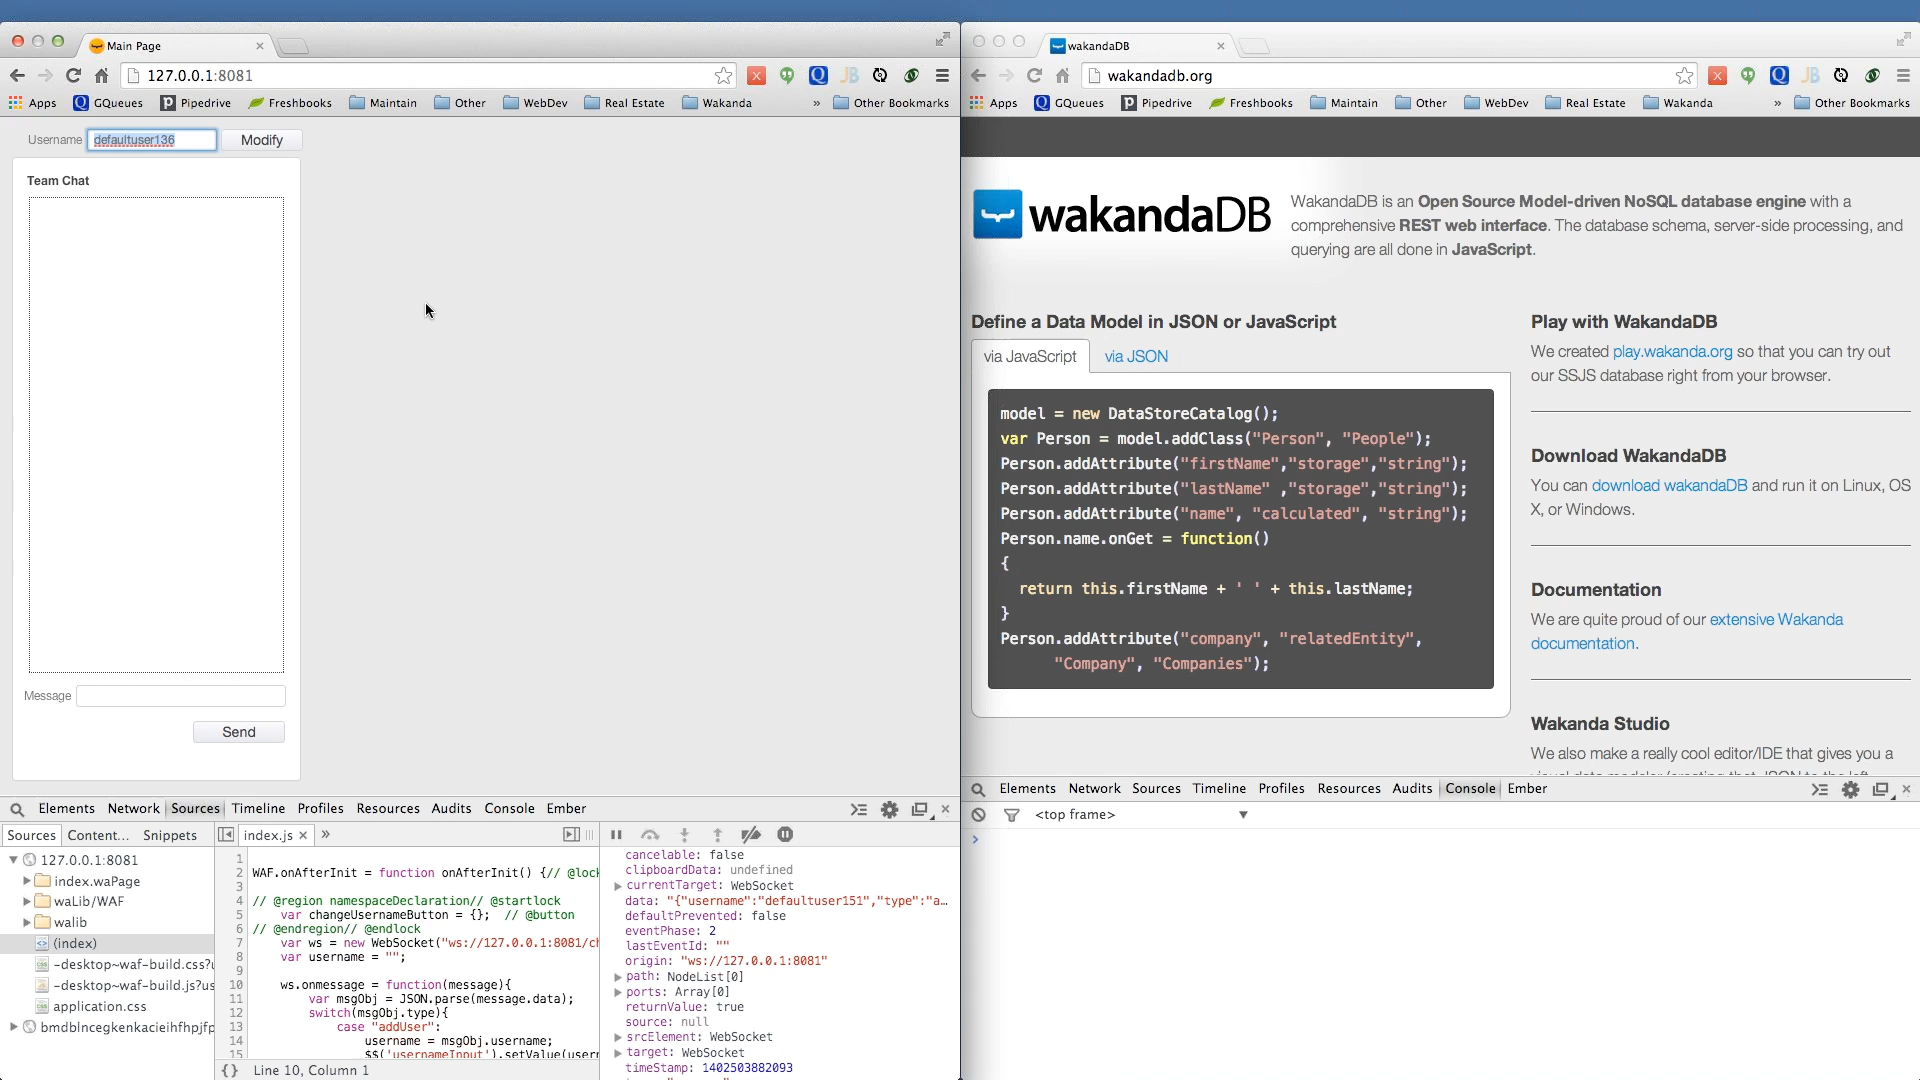 Main Page
127.0.0.1:8081
Apps GQueues Pipedrive Freshbooks Maintain Other WebDev Real Estate Wakanda » Other Bookmarks
Username defaultuser136 Modify
Team Chat
Message
Send
Elements Network Sources Timeline Profiles Resources Audits Console Ember
Sources Content... Snippets
127.0.0.1:8081
index.waPage
waLib/WAF
walib
(index)
-desktop~waf-build.css?u
-desktop~waf-build.js?us
application.css
bmdblncegkenkacieihfhpjfp
index.js
1
2 WAF.onAfterInit = function onAfterInit() {// @lock
3
4 // @region namespaceDeclaration// @startlock
5 var changeUsernameButton = {}; // @button
6 // @endregion// @endlock
7 var ws = new WebSocket("ws://127.0.0.1:8081/ch
8 var username = "";
9
10 ws.onmessage = function(message){
11 var msgObj = JSON.parse(message.data);
12 switch(msgObj.type){
13 case "addUser":
14 username = msgObj.username;
15 $$('usernameInput').setValue(usern
{} Line 10, Column 1
cancelable: false
clipboardData: undefined
currentTarget: WebSocket
data: "{"username":"defaultuser151","type":"a...
defaultPrevented: false
eventPhase: 2
lastEventId: ""
origin: "ws://127.0.0.1:8081"
path: NodeList[0]
ports: Array[0]
returnValue: true
source: null
srcElement: WebSocket
target: WebSocket
timeStamp: 1402503882093
wakandaDB
wakandadb.org
Apps GQueues Pipedrive Freshbooks Maintain Other WebDev Real Estate Wakanda » Other Bookmarks
wakandaDB
WakandaDB is an Open Source Model-driven NoSQL database engine with a
comprehensive REST web interface. The database schema, server-side processing, and
querying are all done in JavaScript.
Define a Data Model in JSON or JavaScript
via JavaScript via JSON
model = new DataStoreCatalog();
var Person = model.addClass("Person", "People");
Person.addAttribute("firstName","storage","string");
Person.addAttribute("lastName" ,"storage","string");
Person.addAttribute("name", "calculated", "string");
Person.name.onGet = function()
{
return this.firstName + ' ' + this.lastName;
}
Person.addAttribute("company", "relatedEntity",
"Company", "Companies");
Play with WakandaDB
We created play.wakanda.org so that you can try out
our SSJS database right from your browser.
Download WakandaDB
You can download wakandaDB and run it on Linux, OS
X, or Windows.
Documentation
We are quite proud of our extensive Wakanda
documentation.
Wakanda Studio
We also make a really cool editor/IDE that gives you a
Elements Network Sources Timeline Profiles Resources Audits Console Ember
<top frame>